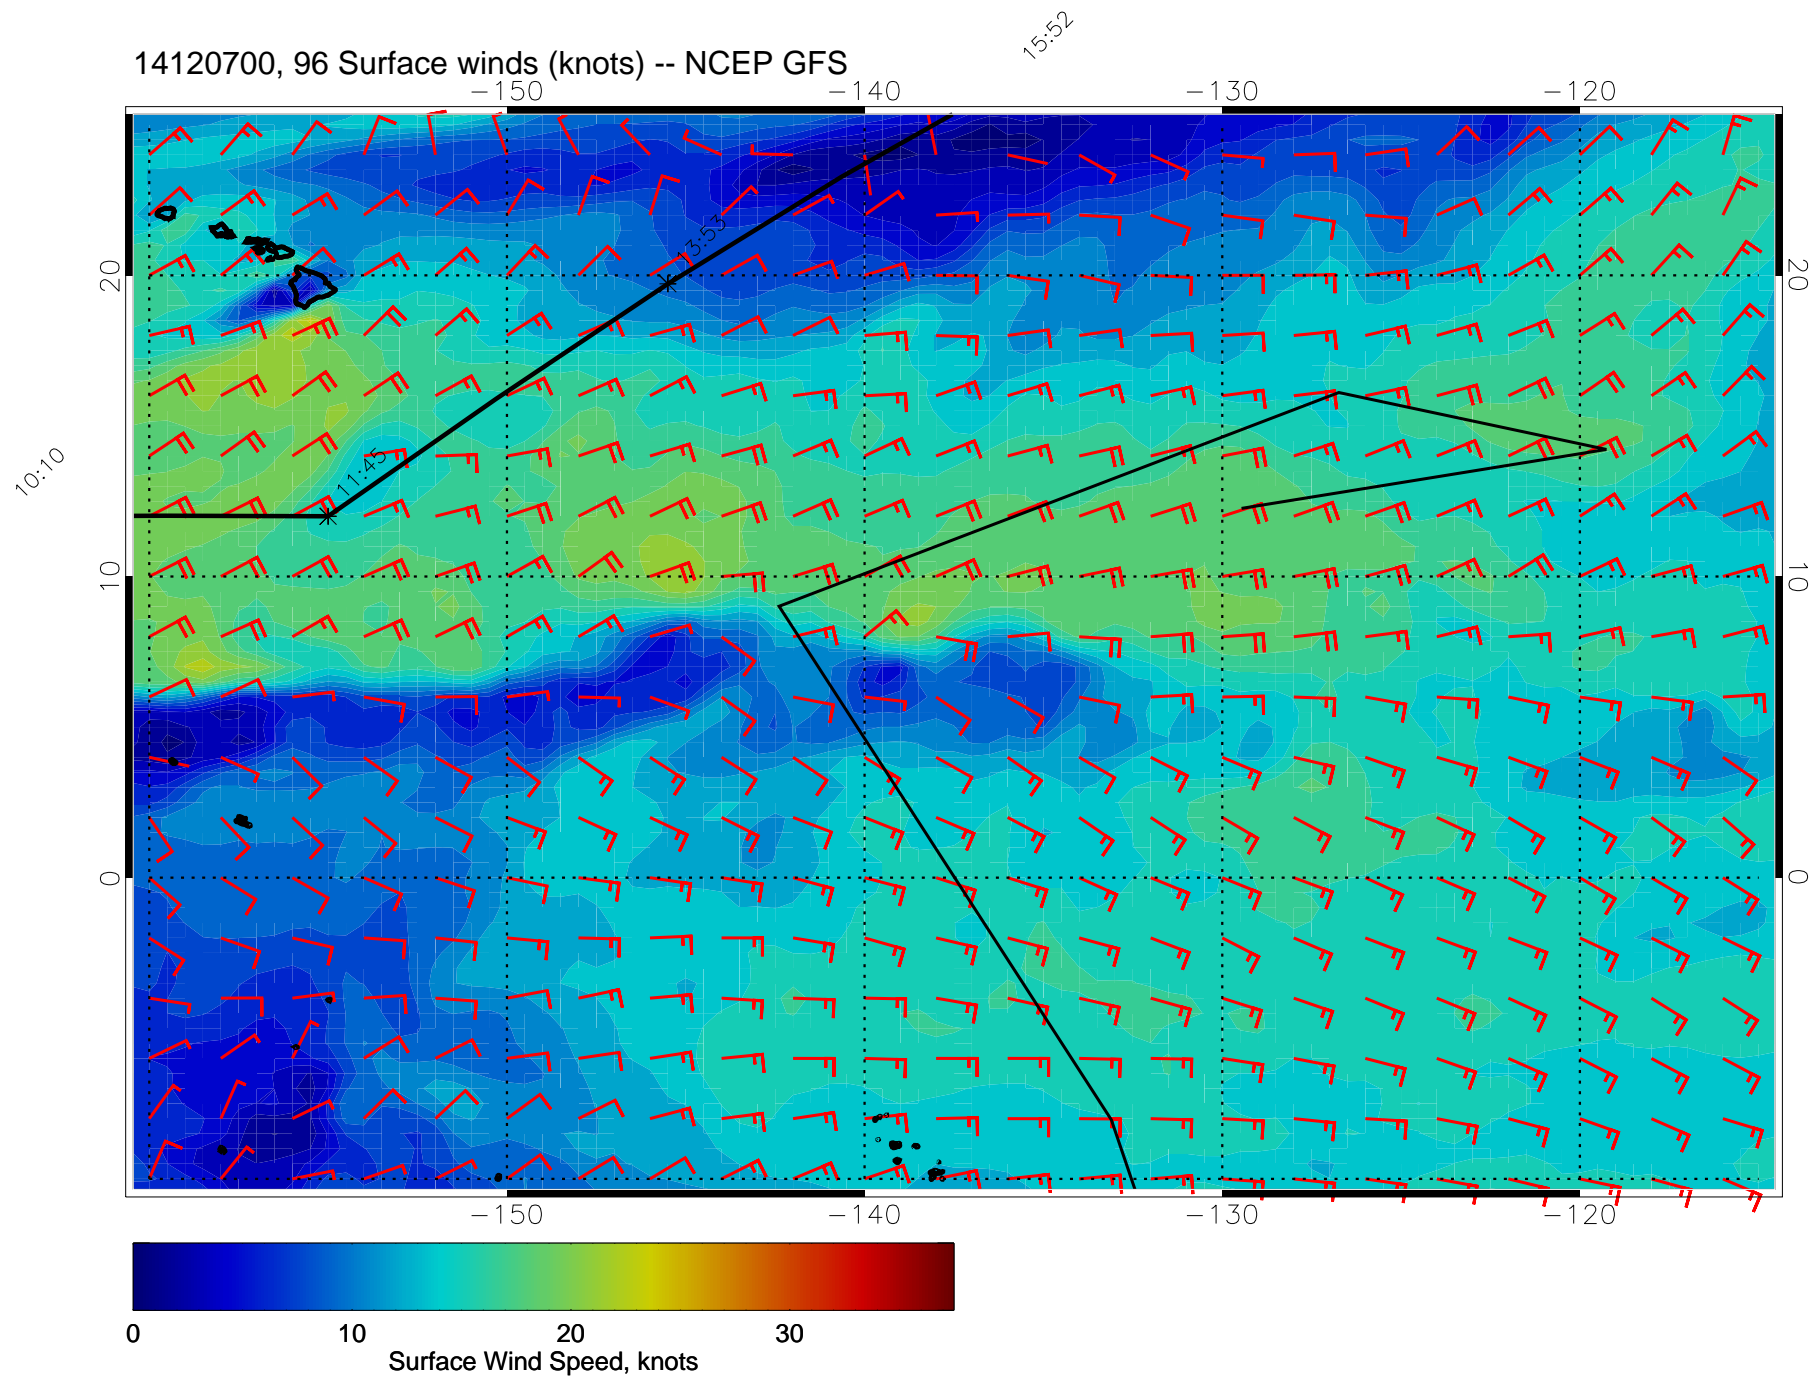 15:52
14120700, 96 Surface winds (knots) -- NCEP GFS
-150 -140 -130 -120
13:53
20 20
11:45
10:10
10 10
0 0
-150 -140 -130 -120
0 10 20 30
Surface Wind Speed, knots